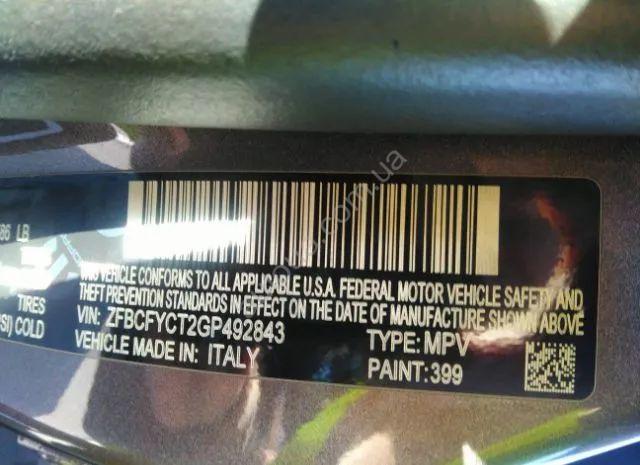 86 LB
TIRES
SI) COLD
THIS VEHICLE CONFORMS TO ALL APPLICABLE U.S.A. FEDERAL MOTOR VEHICLE SAFETY AND
THEFT PREVENTION STANDARDS IN EFFECT ON THE DATE OF MANUFACTURE SHOWN ABOVE
VIN: ZFBCFYCT2GP492843 TYPE: MPV
VEHICLE MADE IN: ITALY PAINT: 399